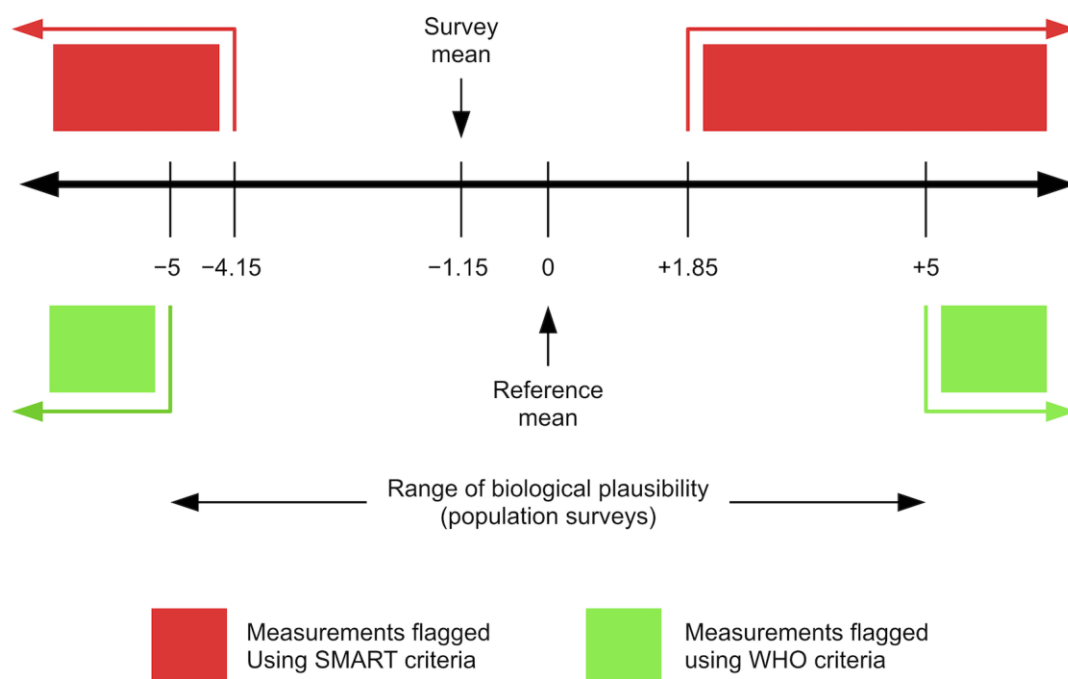 Survey
mean
−5 −4.15 −1.15 0 +1.85 +5
Reference
mean
Range of biological plausibility
(population surveys)
Measurements flagged
Using SMART criteria
Measurements flagged
using WHO criteria